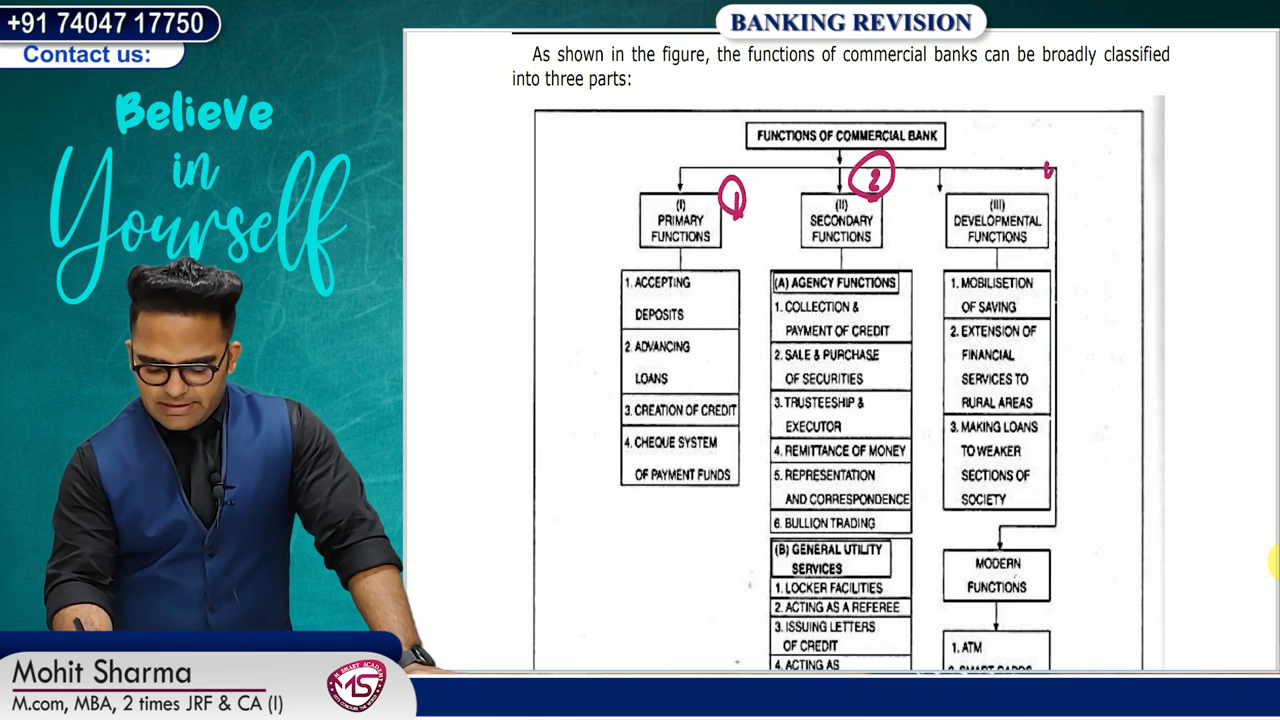 +91 74047 17750
Contact us:
BANKING REVISION
Believe
in
Yourself
As shown in the figure, the functions of commercial banks can be broadly classified
into three parts:
FUNCTIONS OF COMMERCIAL BANK
1
2
(I)
PRIMARY
FUNCTIONS
1. ACCEPTING
DEPOSITS
2. ADVANCING
LOANS
3. CREATION OF CREDIT
4. CHEQUE SYSTEM
OF PAYMENT FUNDS
(II)
SECONDARY
FUNCTIONS
(A) AGENCY FUNCTIONS
1. COLLECTION &
PAYMENT OF CREDIT
2. SALE & PURCHASE
OF SECURITIES
3. TRUSTEESHIP &
EXECUTOR
4. REMITTANCE OF MONEY
5. REPRESENTATION
AND CORRESPONDENCE
6. BULLION TRADING
(B) GENERAL UTILITY
SERVICES
1. LOCKER FACILITIES
2. ACTING AS A REFEREE
3. ISSUING LETTERS
OF CREDIT
4. ACTING AS
(III)
DEVELOPMENTAL
FUNCTIONS
1. MOBILISETION
OF SAVING
2. EXTENSION OF
FINANCIAL
SERVICES TO
RURAL AREAS
3. MAKING LOANS
TO WEAKER
SECTIONS OF
SOCIETY
MODERN
FUNCTIONS
1. ATM
2. SMART CARDS
Mohit Sharma
M.com, MBA, 2 times JRF & CA (I)
MS